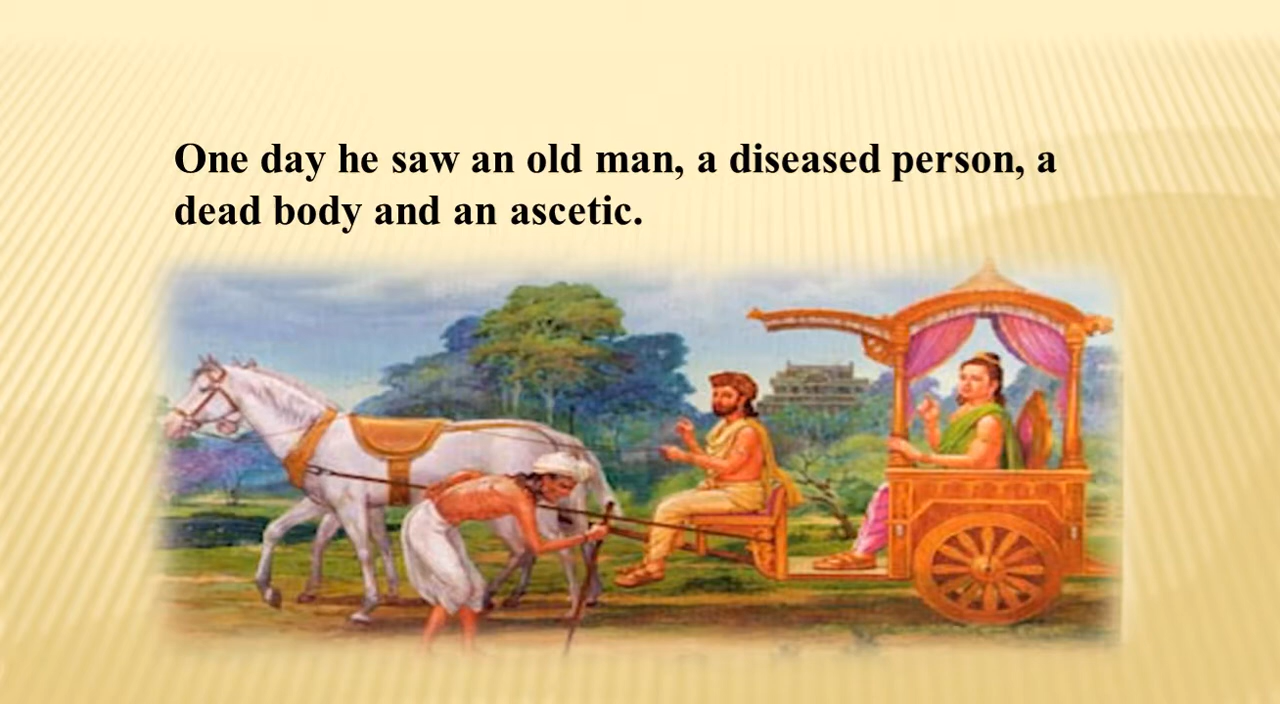 One day he saw an old man, a diseased person, a
dead body and an ascetic.